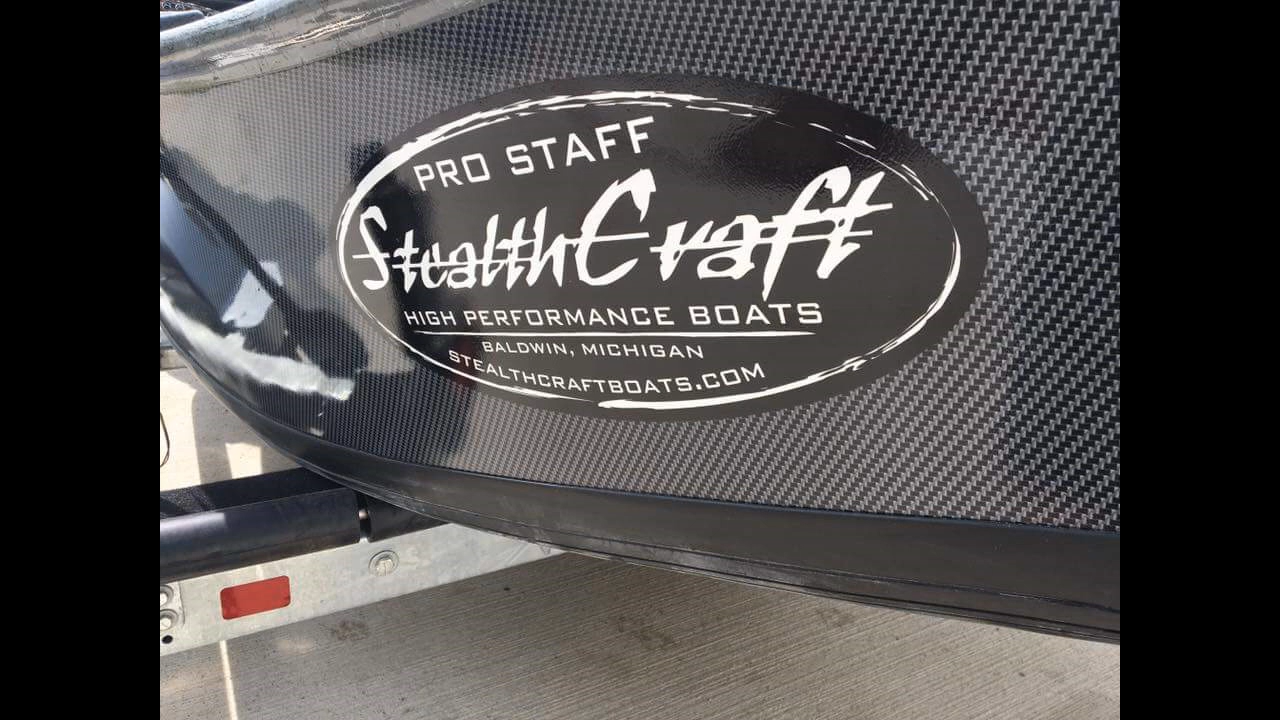 PRO STAFF
StealthCraft
HIGH PERFORMANCE BOATS
BALDWIN, MICHIGAN
STEALTHCRAFTBOATS.COM